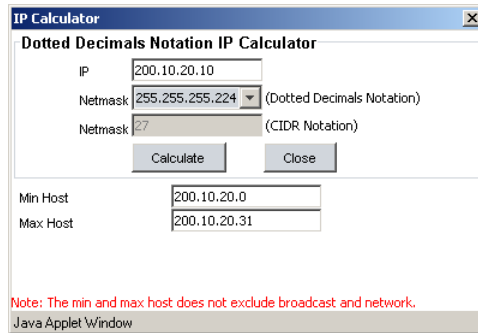 IP Calculator
Dotted Decimals Notation IP Calculator
IP 200.10.20.10
Netmask 255.255.255.224 (Dotted Decimals Notation)
Netmask 27 (CIDR Notation)
Calculate Close
Min Host 200.10.20.0
Max Host 200.10.20.31
Note: The min and max host does not exclude broadcast and network.
Java Applet Window